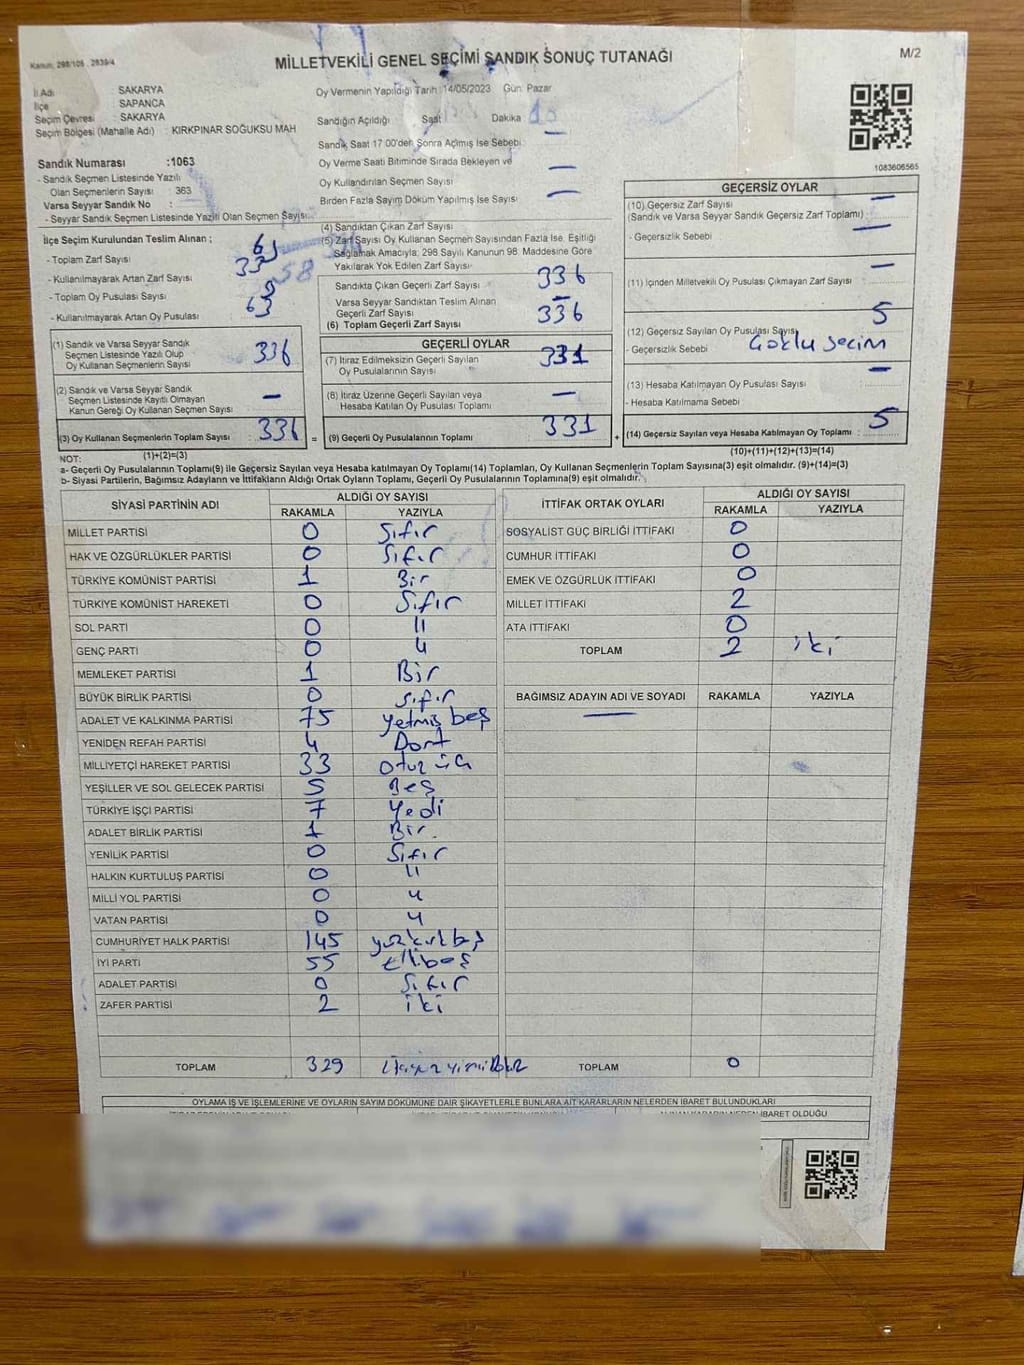 Kanun: 298/105 , 2839/4
MİLLETVEKİLİ GENEL SEÇİMİ SANDIK SONUÇ TUTANAĞI
M/2
İl Adı : SAKARYA
İlçe : SAPANCA
Seçim Çevresi : SAKARYA
Seçim Bölgesi (Mahalle Adı) : KIRKPINAR SOĞUKSU MAH
Oy Vermenin Yapıldığı Tarih: 14/05/2023 Gün: Pazar
Sandığın Açıldığı Saat Dakika
Sandık Saat 17:00'den Sonra Açılmış İse Sebebi:
Oy Verme Saati Bitiminde Sırada Bekleyen ve
Oy Kullandırılan Seçmen Sayısı —
Birden Fazla Sayım Döküm Yapılmış İse Sayısı: —
1083606565
Sandık Numarası :1063
- Sandık Seçmen Listesinde Yazılı
Olan Seçmenlerin Sayısı : 363
Varsa Seyyar Sandık No :
- Seyyar Sandık Seçmen Listesinde Yazılı Olan Seçmen Sayısı:
İlçe Seçim Kurulundan Teslim Alınan ;
- Toplam Zarf Sayısı
- Kullanılmayarak Artan Zarf Sayısı
- Toplam Oy Pusulası Sayısı
- Kullanılmayarak Artan Oy Pusulası 63
(1) Sandık ve Varsa Seyyar Sandık
Seçmen Listesinde Yazılı Olup
Oy Kullanan Seçmenlerin Sayısı 336
(2) Sandık ve Varsa Seyyar Sandık
Seçmen Listesinde Kayıtlı Olmayan
Kanun Gereği Oy Kullanan Seçmen Sayısı —
(3) Oy Kullanan Seçmenlerin Toplam Sayısı : 336 =
(1)+(2)=(3)
(4) Sandıktan Çıkan Zarf Sayısı
(5) Zarf Sayısı Oy Kullanan Seçmen Sayısından Fazla İse, Eşitliği
Sağlamak Amacıyla; 298 Sayılı Kanunun 98. Maddesine Göre
Yakılarak Yok Edilen Zarf Sayısı
Sandıkta Çıkan Geçerli Zarf Sayısı 336
Varsa Seyyar Sandıktan Teslim Alınan
Geçerli Zarf Sayısı —
(6) Toplam Geçerli Zarf Sayısı 336
GEÇERLİ OYLAR
(7) İtiraz Edilmeksizin Geçerli Sayılan
Oy Pusulalarının Sayısı 331
(8) İtiraz Üzerine Geçerli Sayılan veya
Hesaba Katılan Oy Pusulası Toplamı —
(9) Geçerli Oy Pusulalarının Toplamı 331 +
GEÇERSİZ OYLAR
(10) Geçersiz Zarf Sayısı —
(Sandık ve Varsa Seyyar Sandık Geçersiz Zarf Toplamı)
- Geçersizlik Sebebi —
(11) İçinden Milletvekili Oy Pusulası Çıkmayan Zarf Sayısı —
(12) Geçersiz Sayılan Oy Pusulası Sayısı 5
- Geçersizlik Sebebi Çoklu seçim
(13) Hesaba Katılmayan Oy Pusulası Sayısı —
- Hesaba Katılmama Sebebi
(14) Geçersiz Sayılan veya Hesaba Katılmayan Oy Toplamı : 5
(10)+(11)+(12)+(13)=(14)
NOT:
a- Geçerli Oy Pusulalarının Toplamı(9) ile Geçersiz Sayılan veya Hesaba katılmayan Oy Toplamı(14) Toplamları, Oy Kullanan Seçmenlerin Toplam Sayısına(3) eşit olmalıdır. (9)+(14)=(3)
b- Siyasi Partilerin, Bağımsız Adayların ve İttifakların Aldığı Ortak Oyların Toplamı, Geçerli Oy Pusulalarının Toplamına(9) eşit olmalıdır.
SİYASİ PARTİNİN ADI ALDIĞI OY SAYISI
RAKAMLA YAZIYLA
MİLLET PARTİSİ 0 Sıfır
HAK VE ÖZGÜRLÜKLER PARTİSİ 0 Sıfır
TÜRKİYE KOMÜNİST PARTİSİ 1 Bir
TÜRKİYE KOMÜNİST HAREKETİ 0 Sıfır
SOL PARTİ 0 "
GENÇ PARTİ 0 "
MEMLEKET PARTİSİ 1 Bir
BÜYÜK BİRLİK PARTİSİ 0 sıfır
ADALET VE KALKINMA PARTİSİ 75 yetmiş beş
YENİDEN REFAH PARTİSİ 4 Dört
MİLLİYETÇİ HAREKET PARTİSİ 33 otuz üç
YEŞİLLER VE SOL GELECEK PARTİSİ 5 Beş
TÜRKİYE İŞÇİ PARTİSİ 7 Yedi
ADALET BİRLİK PARTİSİ 1 Bir.
YENİLİK PARTİSİ 0 Sıfır
HALKIN KURTULUŞ PARTİSİ 0 "
MİLLİ YOL PARTİSİ 0 "
VATAN PARTİSİ 0 "
CUMHURİYET HALK PARTİSİ 145 yüzkırkbeş
İYİ PARTİ 55 ellibeş
ADALET PARTİSİ 0 Sıfır
ZAFER PARTİSİ 2 iki
TOPLAM 329 üçyüzyirmidokuz
İTTİFAK ORTAK OYLARI ALDIĞI OY SAYISI
RAKAMLA YAZIYLA
SOSYALİST GÜÇ BİRLİĞİ İTTİFAKI 0
CUMHUR İTTİFAKI 0
EMEK VE ÖZGÜRLÜK İTTİFAKI 0
MİLLET İTTİFAKI 2
ATA İTTİFAKI 0
TOPLAM 2 iki
BAĞIMSIZ ADAYIN ADI VE SOYADI RAKAMLA YAZIYLA
—
TOPLAM 0
OYLAMA İŞ VE İŞLEMLERİNE VE OYLARIN SAYIM DÖKÜMÜNE DAİR ŞİKAYETLERLE BUNLARA AİT KARARLARIN NELERDEN İBARET BULUNDUKLARI